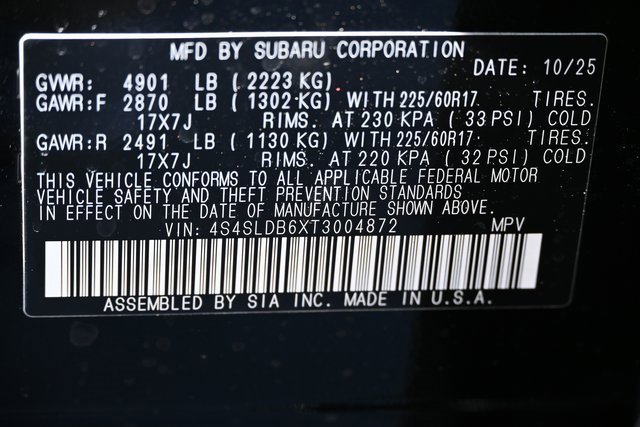 MFD BY SUBARU CORPORATION
DATE: 10/25
GVWR: 4901 LB ( 2223 KG)
GAWR:F 2870 LB ( 1302 KG) WITH 225/60R17 TIRES.
17X7J RIMS. AT 230 KPA ( 33 PSI) COLD
GAWR:R 2491 LB ( 1130 KG) WITH 225/60R17 TIRES.
17X7J RIMS. AT 220 KPA ( 32 PSI) COLD
THIS VEHICLE CONFORMS TO ALL APPLICABLE FEDERAL MOTOR
VEHICLE SAFETY AND THEFT PREVENTION STANDARDS
IN EFFECT ON THE DATE OF MANUFACTURE SHOWN ABOVE.
VIN: 4S4SLDB6XT3004872 MPV
ASSEMBLED BY SIA INC. MADE IN U.S.A.